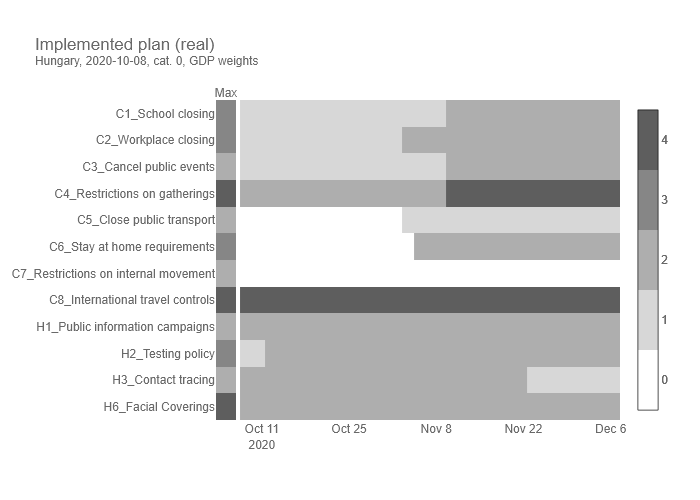 Implemented plan (real)
Hungary, 2020-10-08, cat. 0, GDP weights
Max
C1_School closing
C2_Workplace closing
C3_Cancel public events
C4_Restrictions on gatherings
C5_Close public transport
C6_Stay at home requirements
C7_Restrictions on internal movement
C8_International travel controls
H1_Public information campaigns
H2_Testing policy
H3_Contact tracing
H6_Facial Coverings
4
3
2
1
0
Oct 11 Oct 25 Nov 8 Nov 22 Dec 6
2020